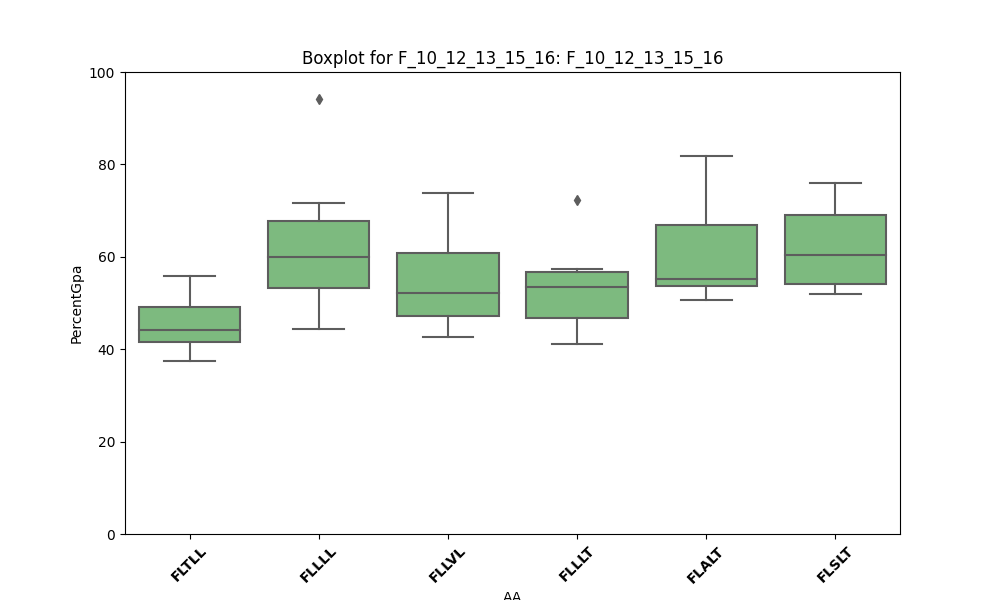 Boxplot for F_10_12_13_15_16: F_10_12_13_15_16
100
80
60
40
20
0
PercentGpa
FLTLL
FLLLL
FLLVL
FLLLT
FLALT
FLSLT
AA